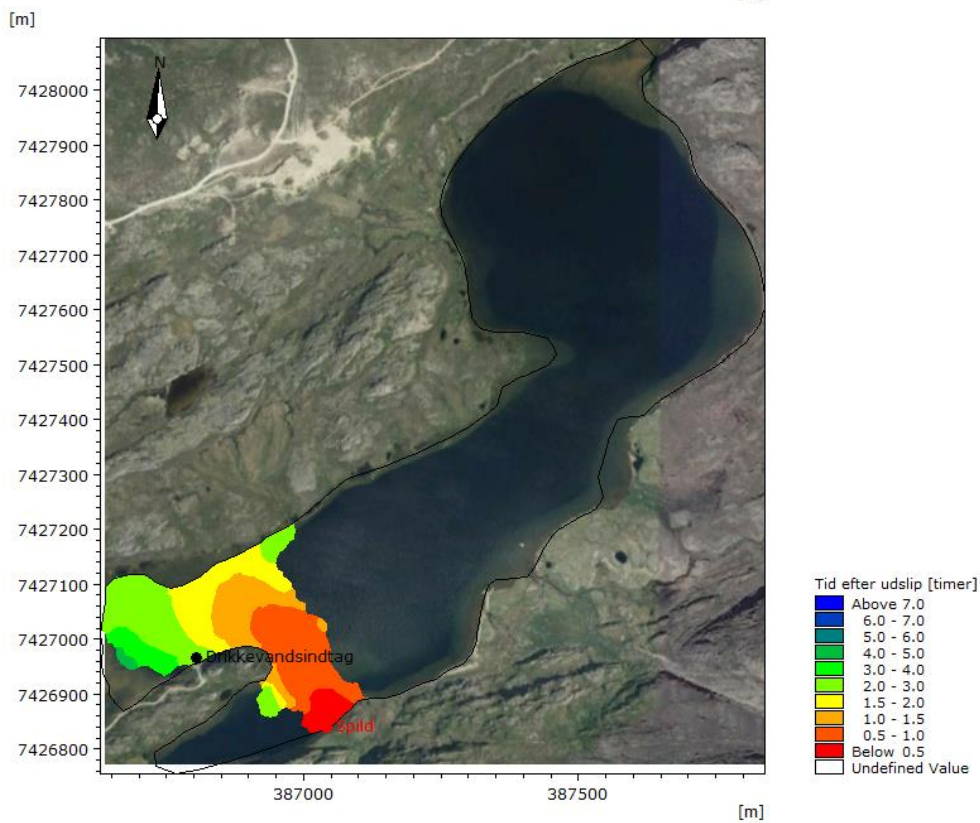 [m]
N
7428000
7427900
7427800
7427700
7427600
7427500
7427400
7427300
7427200
7427100
7427000
7426900
7426800
Drikkevandsindtag
Spild
387000
387500
[m]
Tid efter udslip [timer]
Above 7.0
6.0 - 7.0
5.0 - 6.0
4.0 - 5.0
3.0 - 4.0
2.0 - 3.0
1.5 - 2.0
1.0 - 1.5
0.5 - 1.0
Below 0.5
Undefined Value